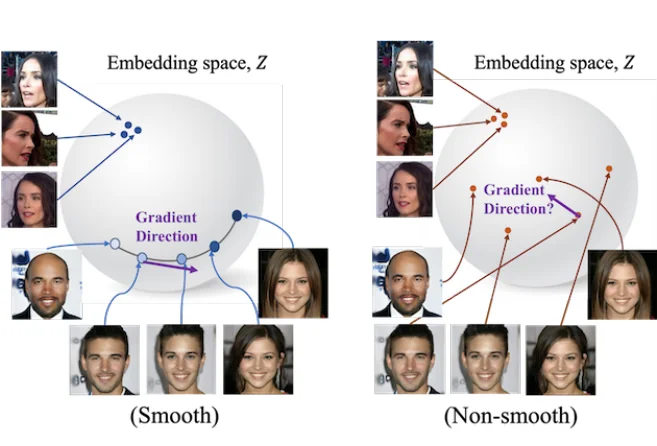 Embedding space, Z
Gradient
Direction
(Smooth)
Embedding space, Z
Gradient
Direction?
(Non-smooth)